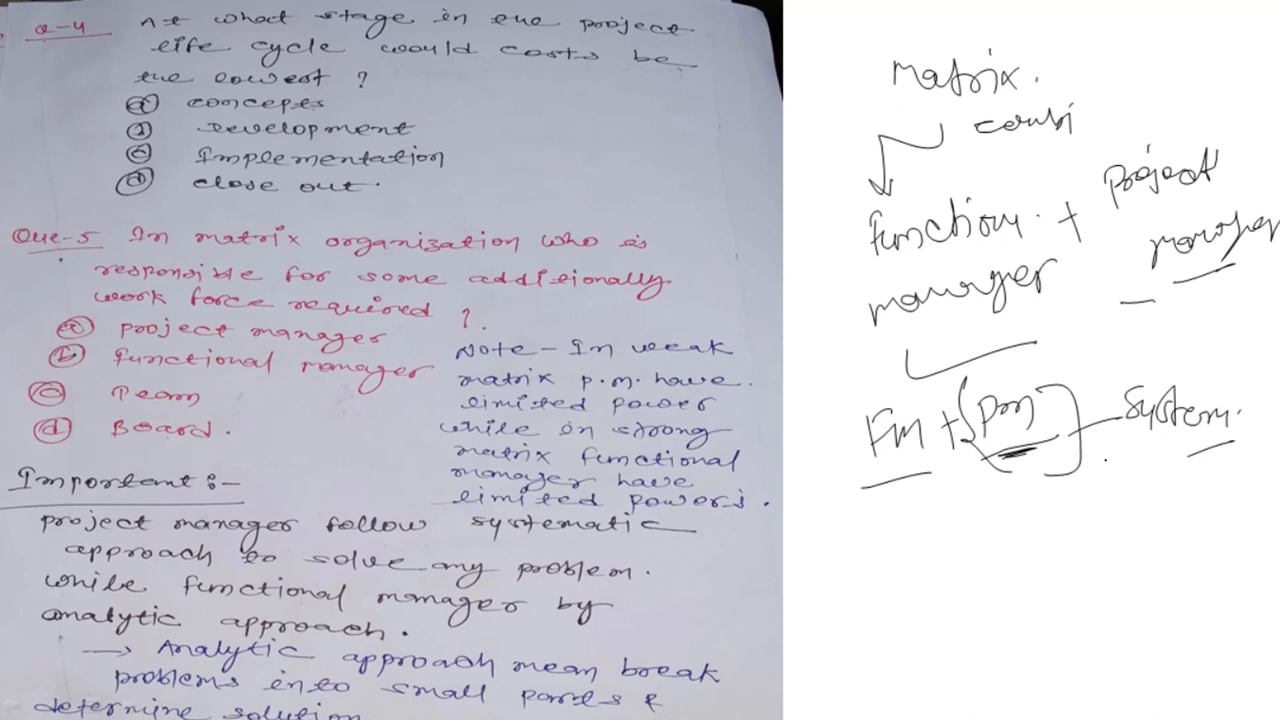 Q-4 At what stage in the project
life cycle would costs be
the lowest ?
(a) concepts
(b) Development
(c) Implementation
(d) close out.
Que-5 In matrix organization who is
responsible for some additionally
work force required ?
(a) project manager
(b) functional manager
(c) Team
(d) Board.
Note - In weak
matrix p.m. have
limited power
while in strong
matrix functional
manager have
limited powers.
Important :-
project manager follow systematic
approach to solve any problem.
while functional manager by
analytic approach.
→ Analytic approach mean break
problems into small parts &
determine solution
Matrix.
combi
function + project
manager manager
FM + {pm} System.